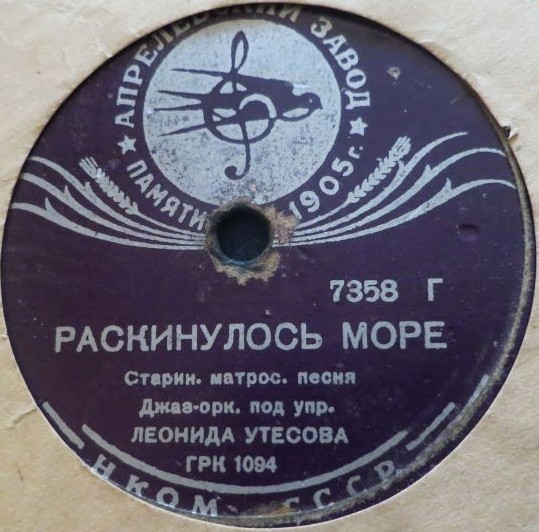 АПРЕЛЕВСКИЙ ЗАВОД
ПАМЯТИ 1905г.
7358 Г
РАСКИНУЛОСЬ МОРЕ
Старин. матрос. песня
Джаз-орк. под упр.
ЛЕОНИДА УТЕСОВА
ГРК 1094
НКОМ СССР